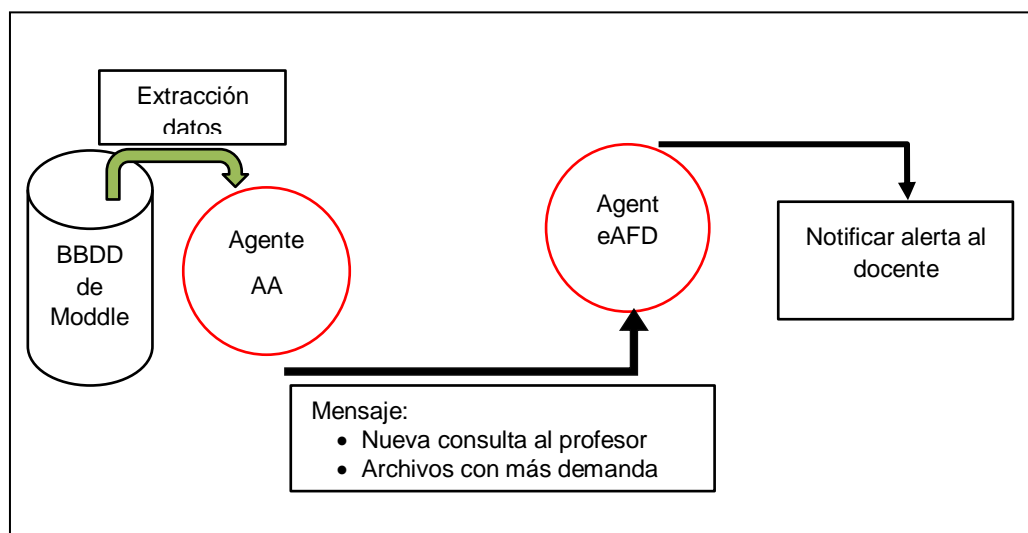 Extracción
datos
BBDD
de
Moddle
Agente
AA
Agent
eAFD
Notificar alerta al
docente
Mensaje:
• Nueva consulta al profesor
• Archivos con más demanda